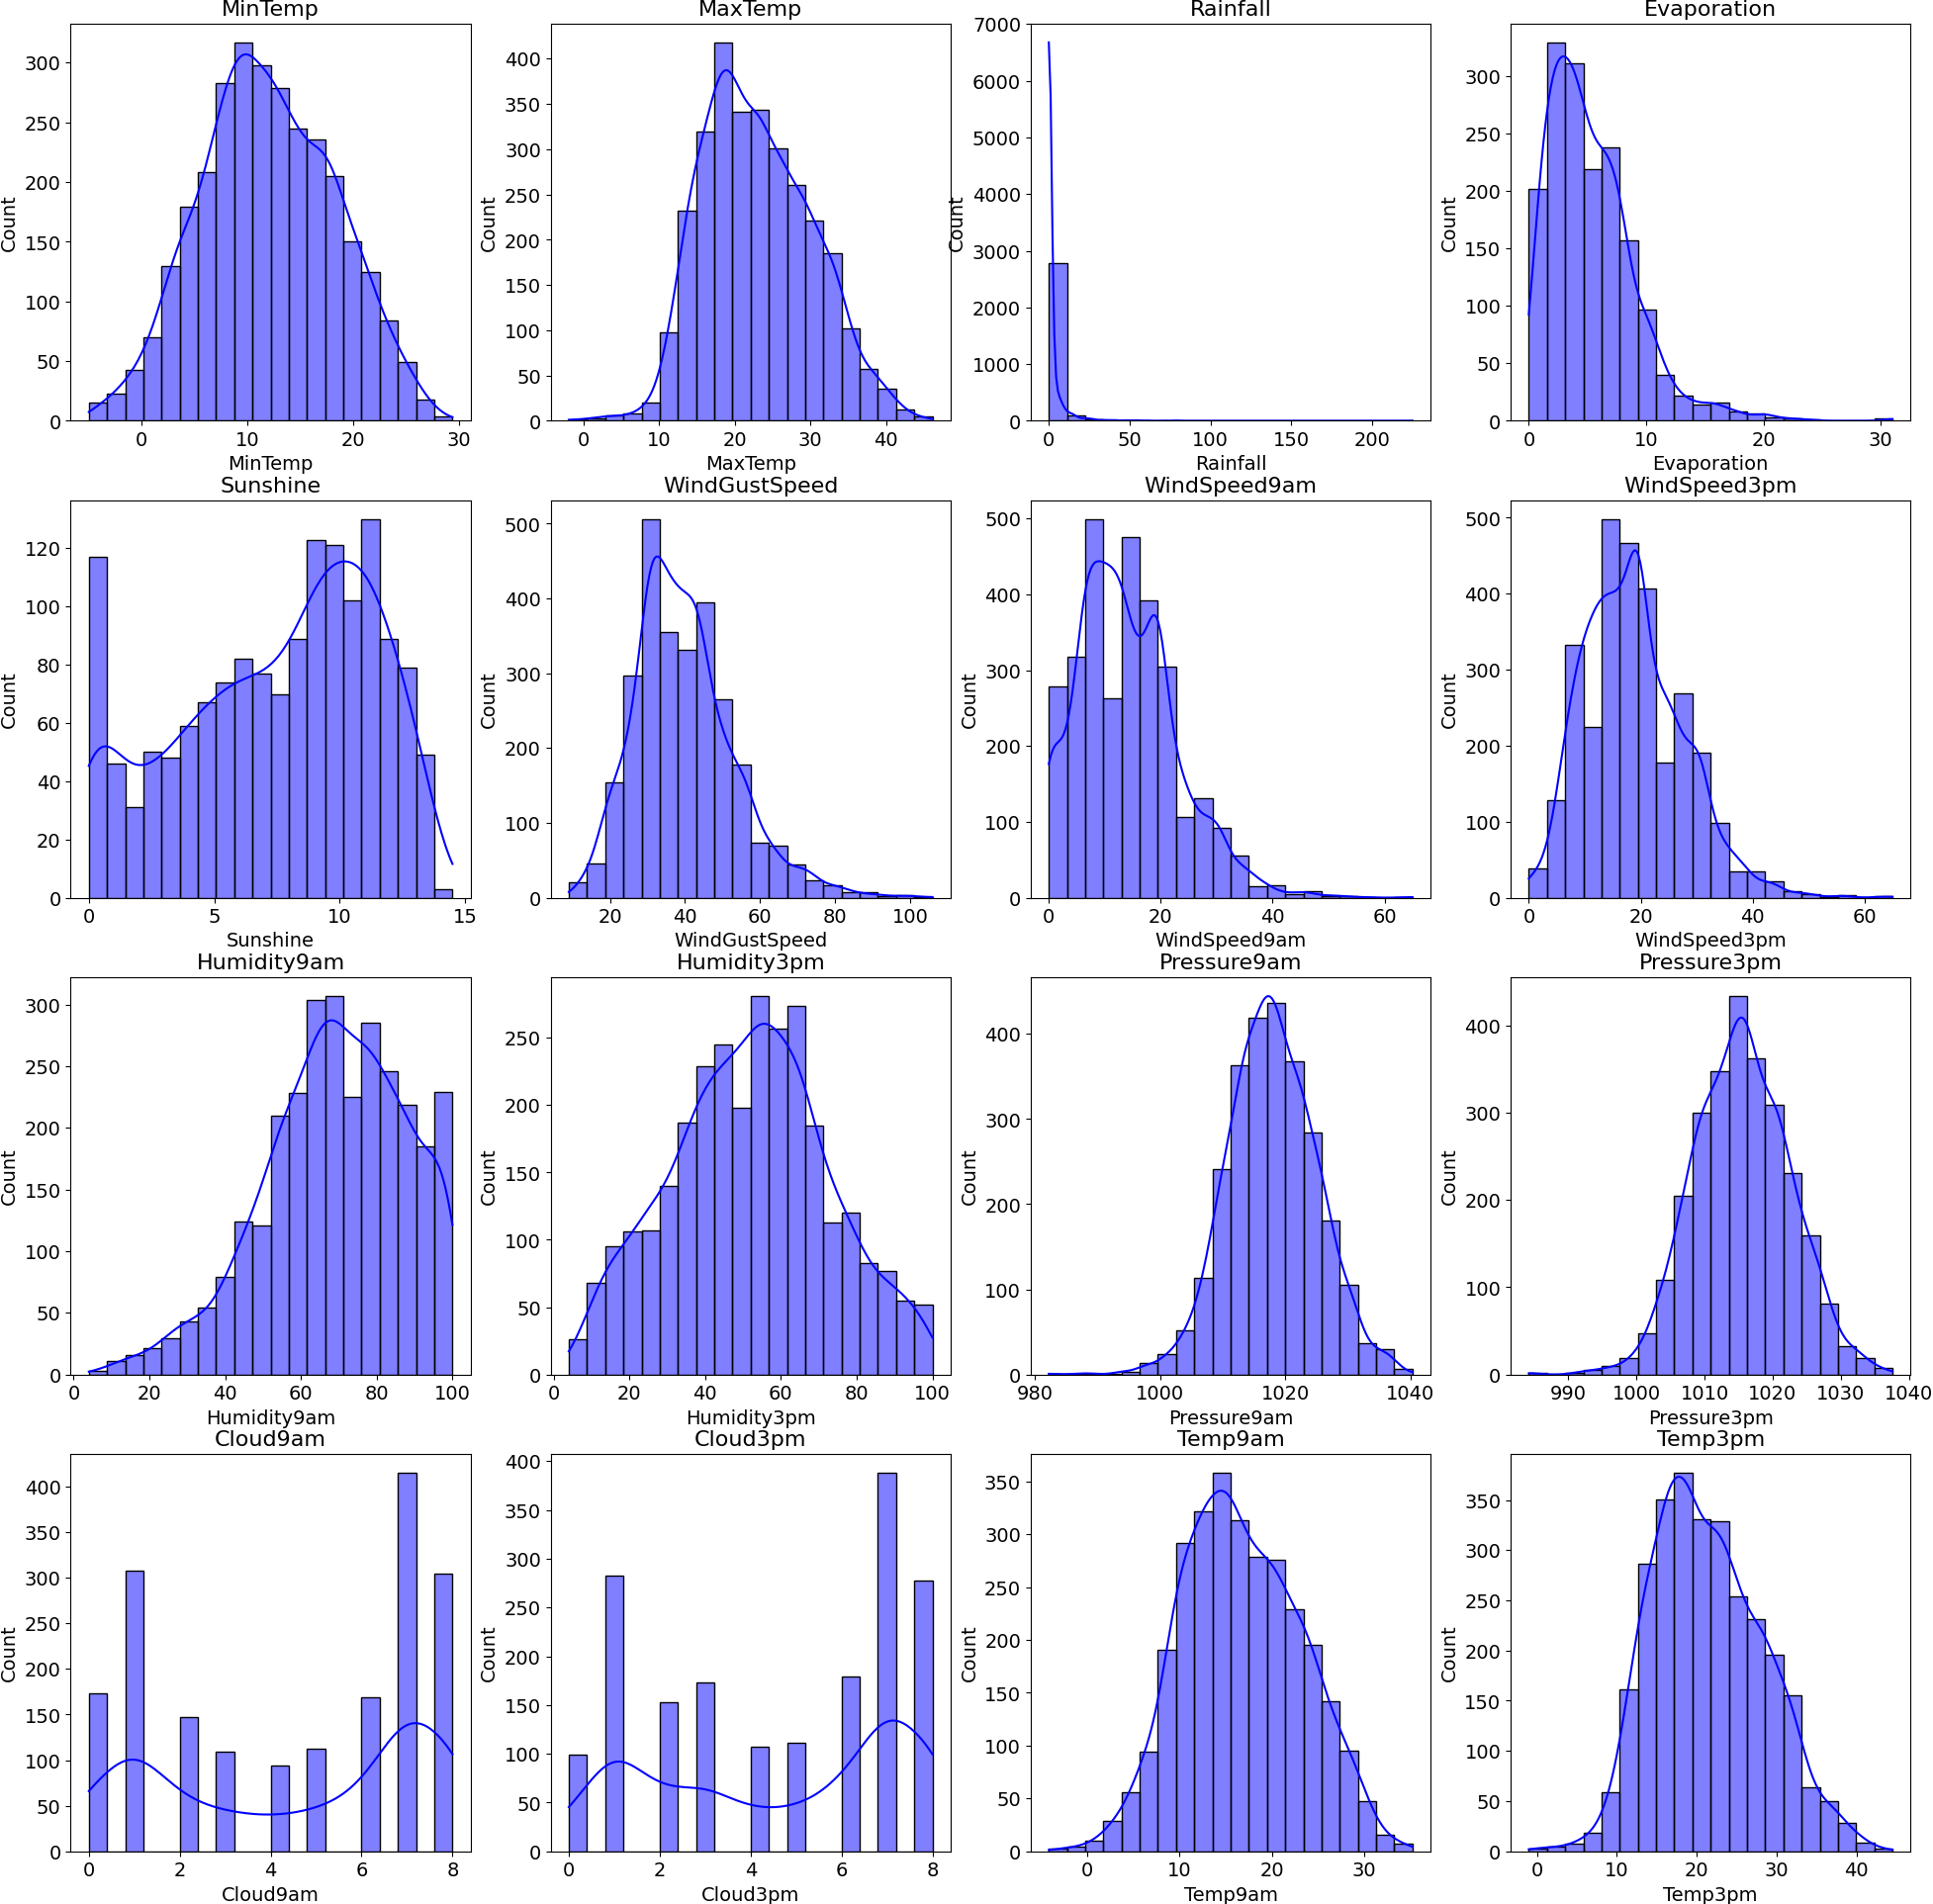 MinTemp
300
250
200
150
100
50
0
Count
0 10 20 30
MinTemp
MaxTemp
400
350
300
250
200
150
100
50
0
Count
0 10 20 30 40
MaxTemp
Rainfall
7000
6000
5000
4000
3000
2000
1000
0
Count
0 50 100 150 200
Rainfall
Evaporation
300
250
200
150
100
50
0
Count
0 10 20 30
Evaporation
Sunshine
120
100
80
60
40
20
0
Count
0 5 10 15
Sunshine
WindGustSpeed
500
400
300
200
100
0
Count
20 40 60 80 100
WindGustSpeed
WindSpeed9am
500
400
300
200
100
0
Count
0 20 40 60
WindSpeed9am
WindSpeed3pm
500
400
300
200
100
0
Count
0 20 40 60
WindSpeed3pm
Humidity9am
300
250
200
150
100
50
0
Count
0 20 40 60 80 100
Humidity9am
Humidity3pm
250
200
150
100
50
0
Count
0 20 40 60 80 100
Humidity3pm
Pressure9am
400
300
200
100
0
Count
980 1000 1020 1040
Pressure9am
Pressure3pm
400
300
200
100
0
Count
990 1000 1010 1020 1030 1040
Pressure3pm
Cloud9am
400
350
300
250
200
150
100
50
0
Count
0 2 4 6 8
Cloud9am
Cloud3pm
400
350
300
250
200
150
100
50
0
Count
0 2 4 6 8
Cloud3pm
Temp9am
350
300
250
200
150
100
50
0
Count
0 10 20 30
Temp9am
Temp3pm
350
300
250
200
150
100
50
0
Count
0 10 20 30 40
Temp3pm